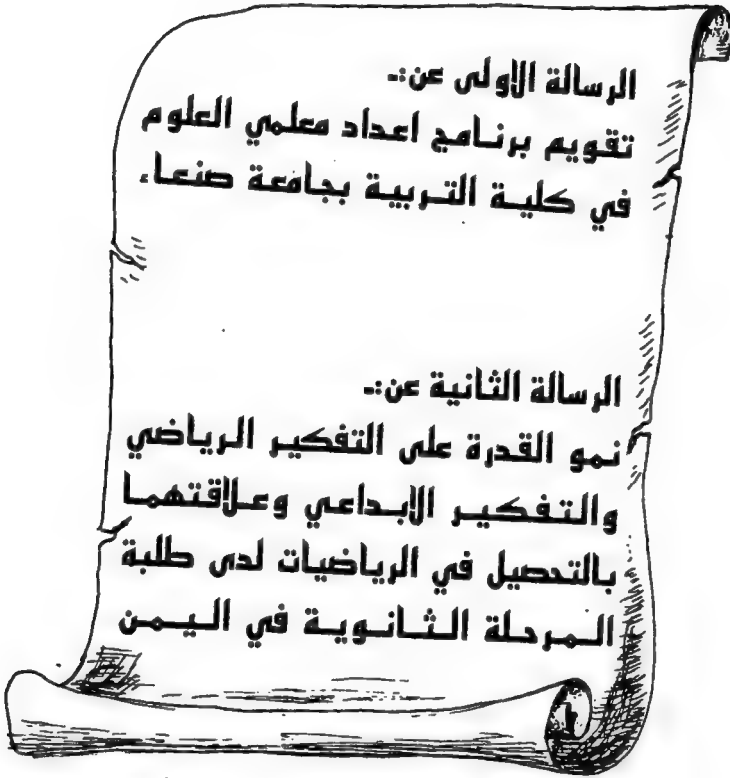 الرسالة الاولى عن:-
تقويم برنامج اعداد معلمي العلوم
في كلية التربية بجامعة صنعاء
الرسالة الثانية عن:-
نمو القدرة على التفكير الرياضي
والتفكير الابداعي وعلاقتهما
بالتحصيل في الرياضيات لدى طلبة
المرحلة الثانوية في اليمن